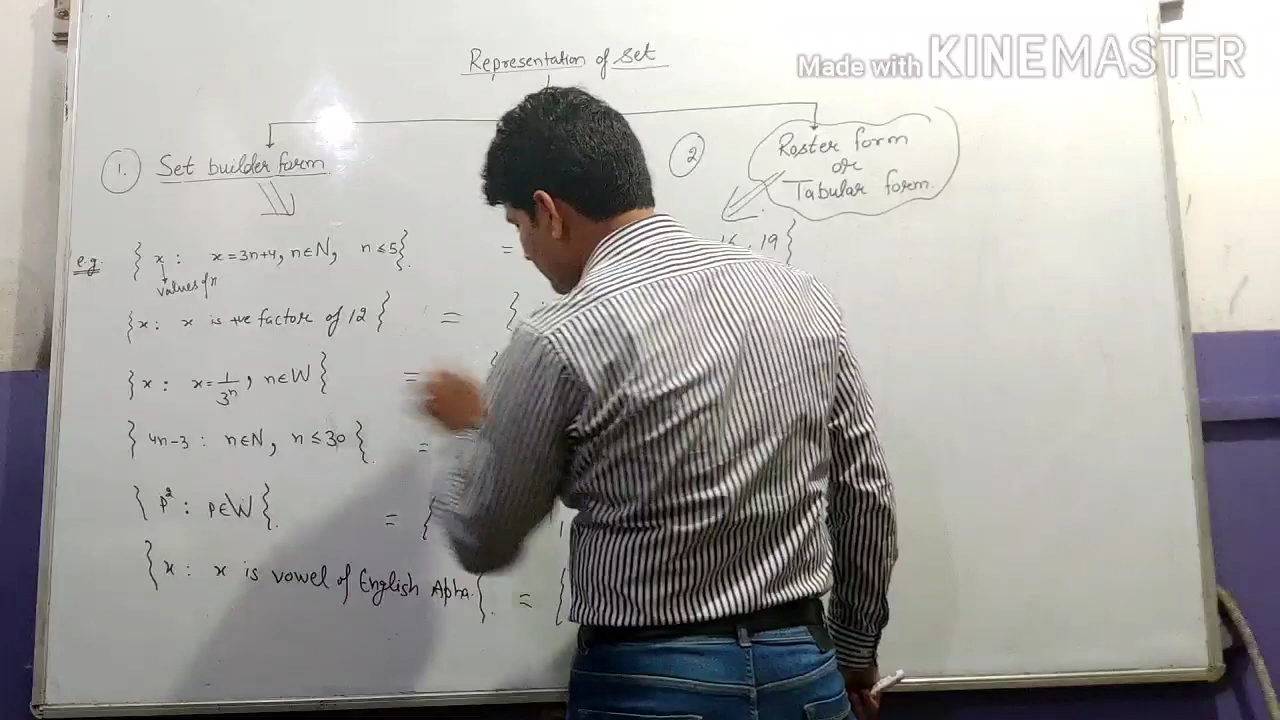 Made with KINEMASTER
Representation of set
1. Set builder form
2 Roster form
or
Tabular form.
e.g. { x : x = 3n+4, n ∈ N, n ≤ 5}. = 16, 19 }
values of n
{x : x is +ve factor of 12 } = {
{x : x = 1/3ⁿ, n ∈ W } = {
{ 4n-3 : n ∈ N, n ≤ 30 }. =
{ p² : p ∈ W }. = {
{ x : x is vowel of English Apha. }. = {